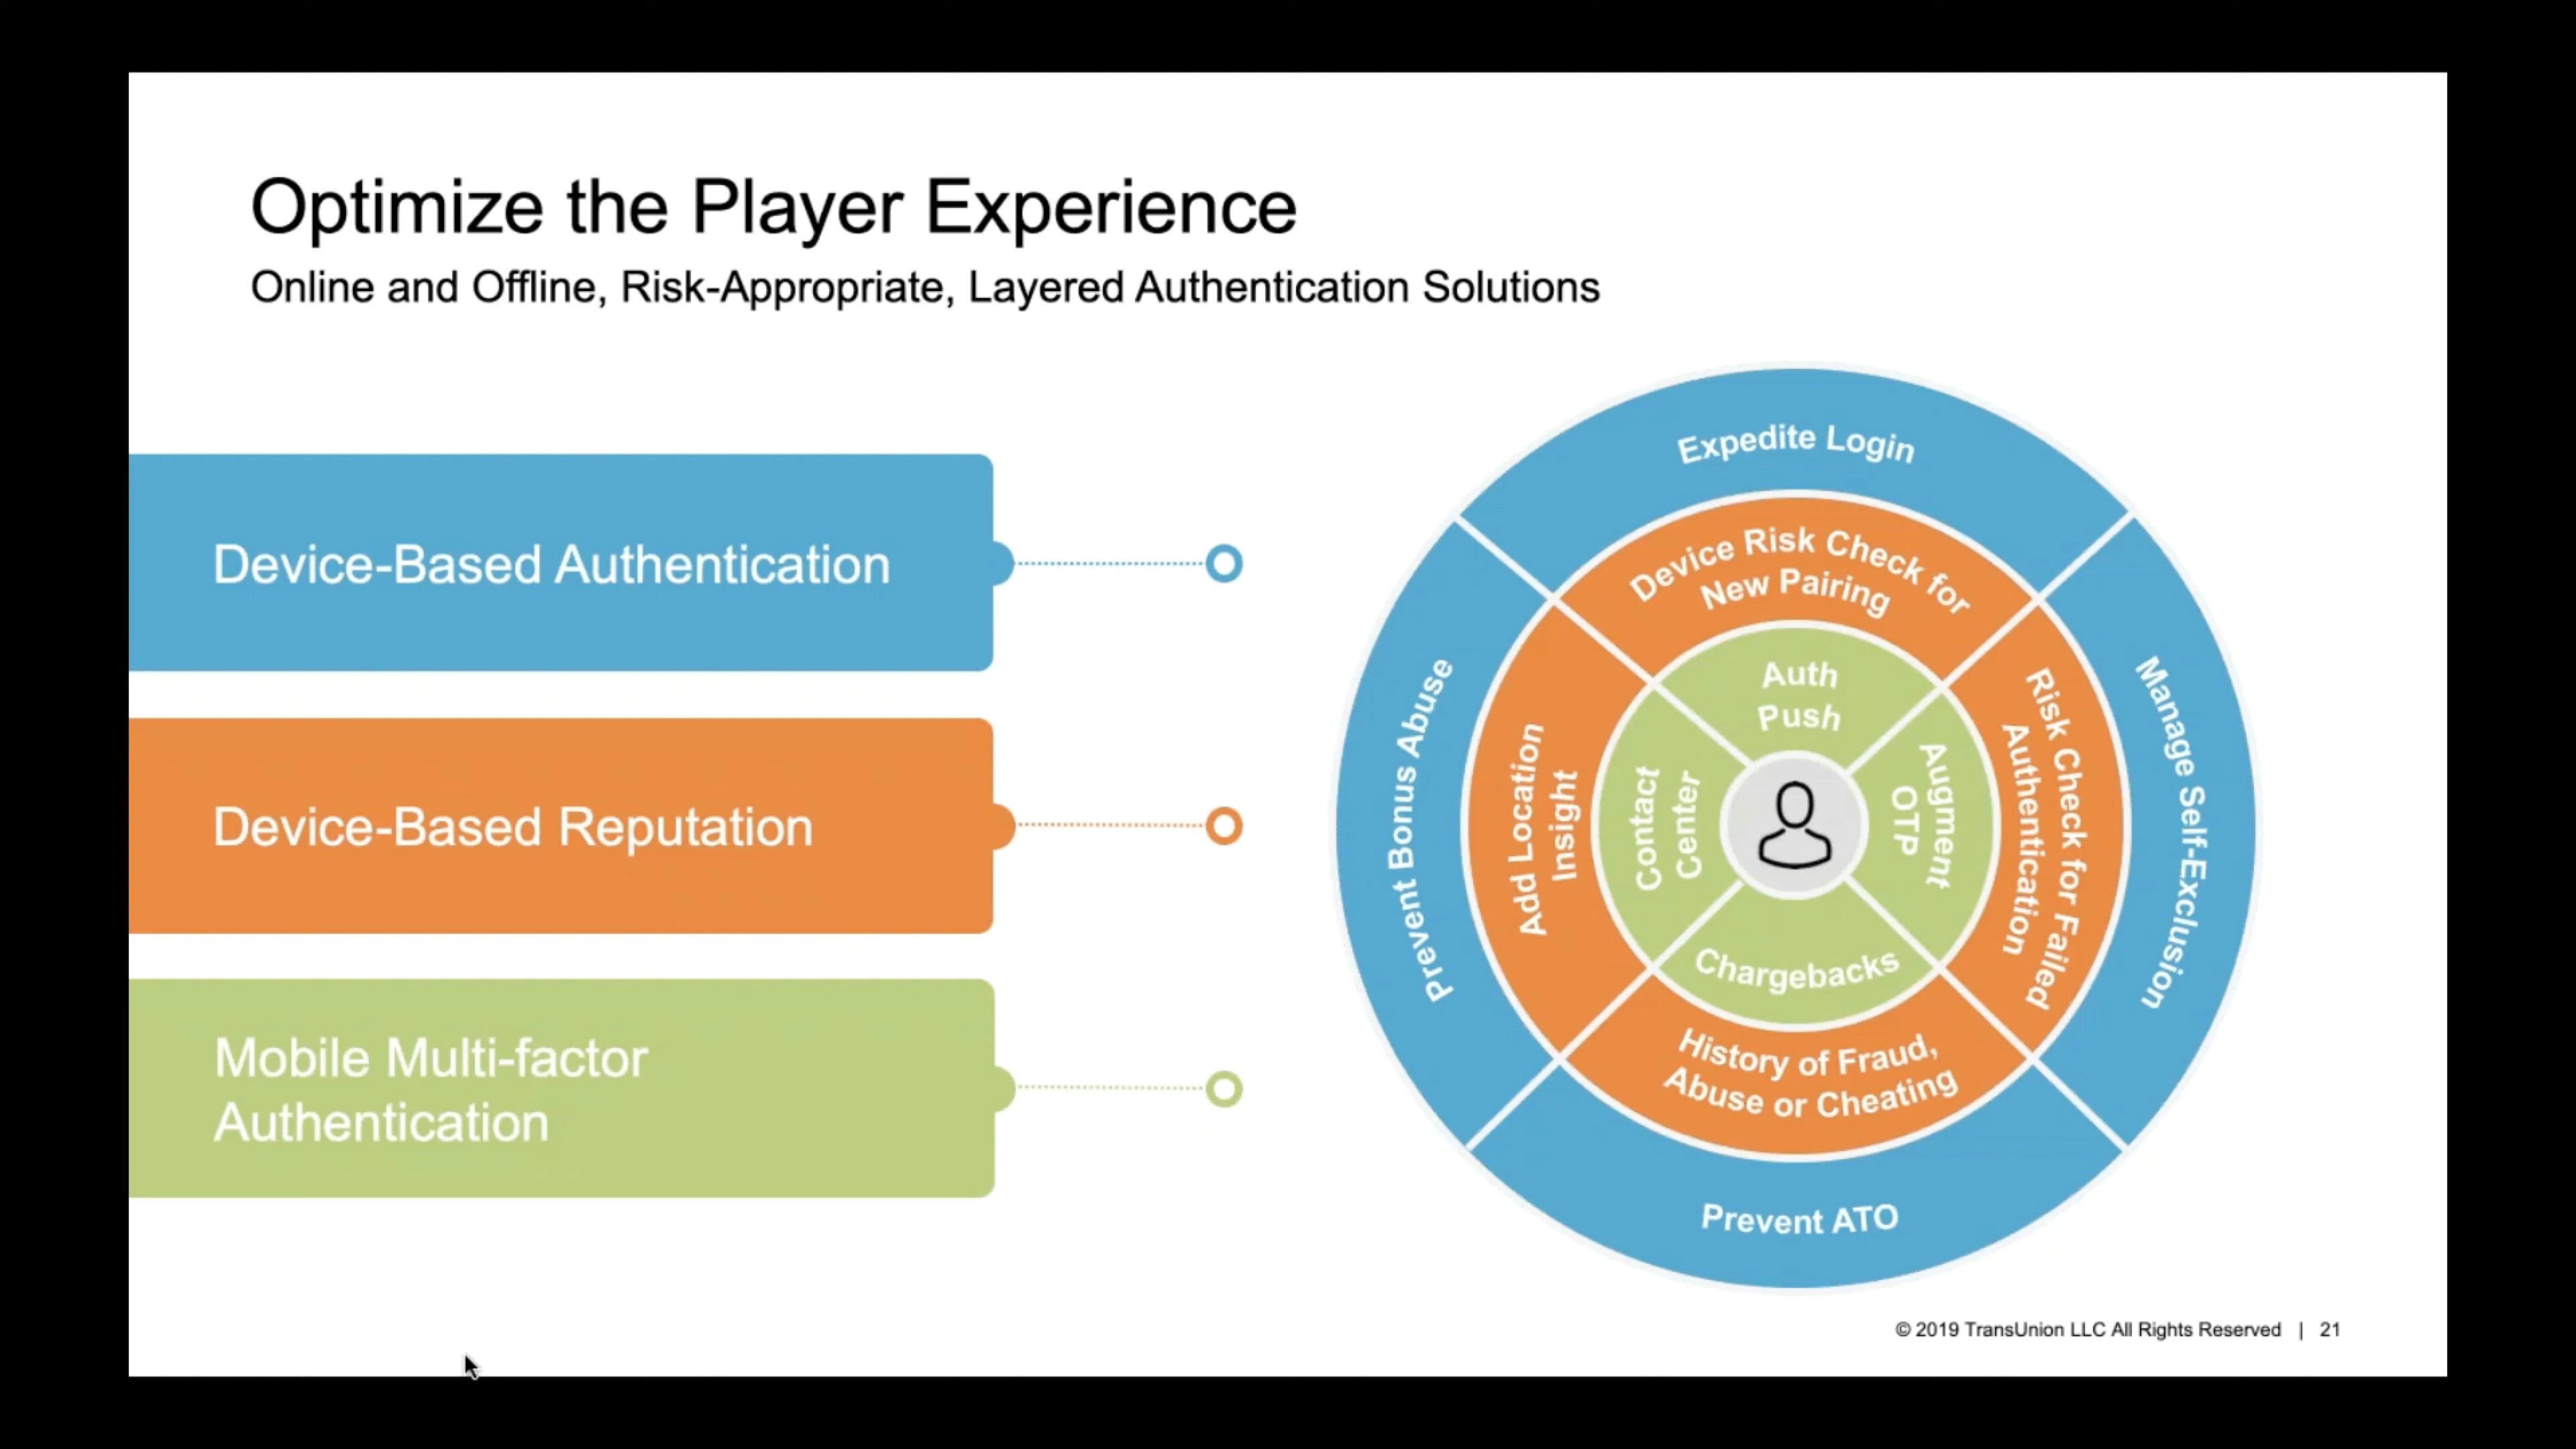 Optimize the Player Experience
Online and Offline, Risk-Appropriate, Layered Authentication Solutions
Device-Based Authentication
Device-Based Reputation
Mobile Multi-factor
Authentication
Expedite Login
Manage Self-Exclusion
Prevent ATO
Prevent Bonus Abuse
Device Risk Check for
New Pairing
Risk Check for Failed
Authentication
History of Fraud,
Abuse or Cheating
Add Location
Insight
Auth
Push
Augment
OTP
Chargebacks
Contact
Center
© 2019 TransUnion LLC All Rights Reserved | 21